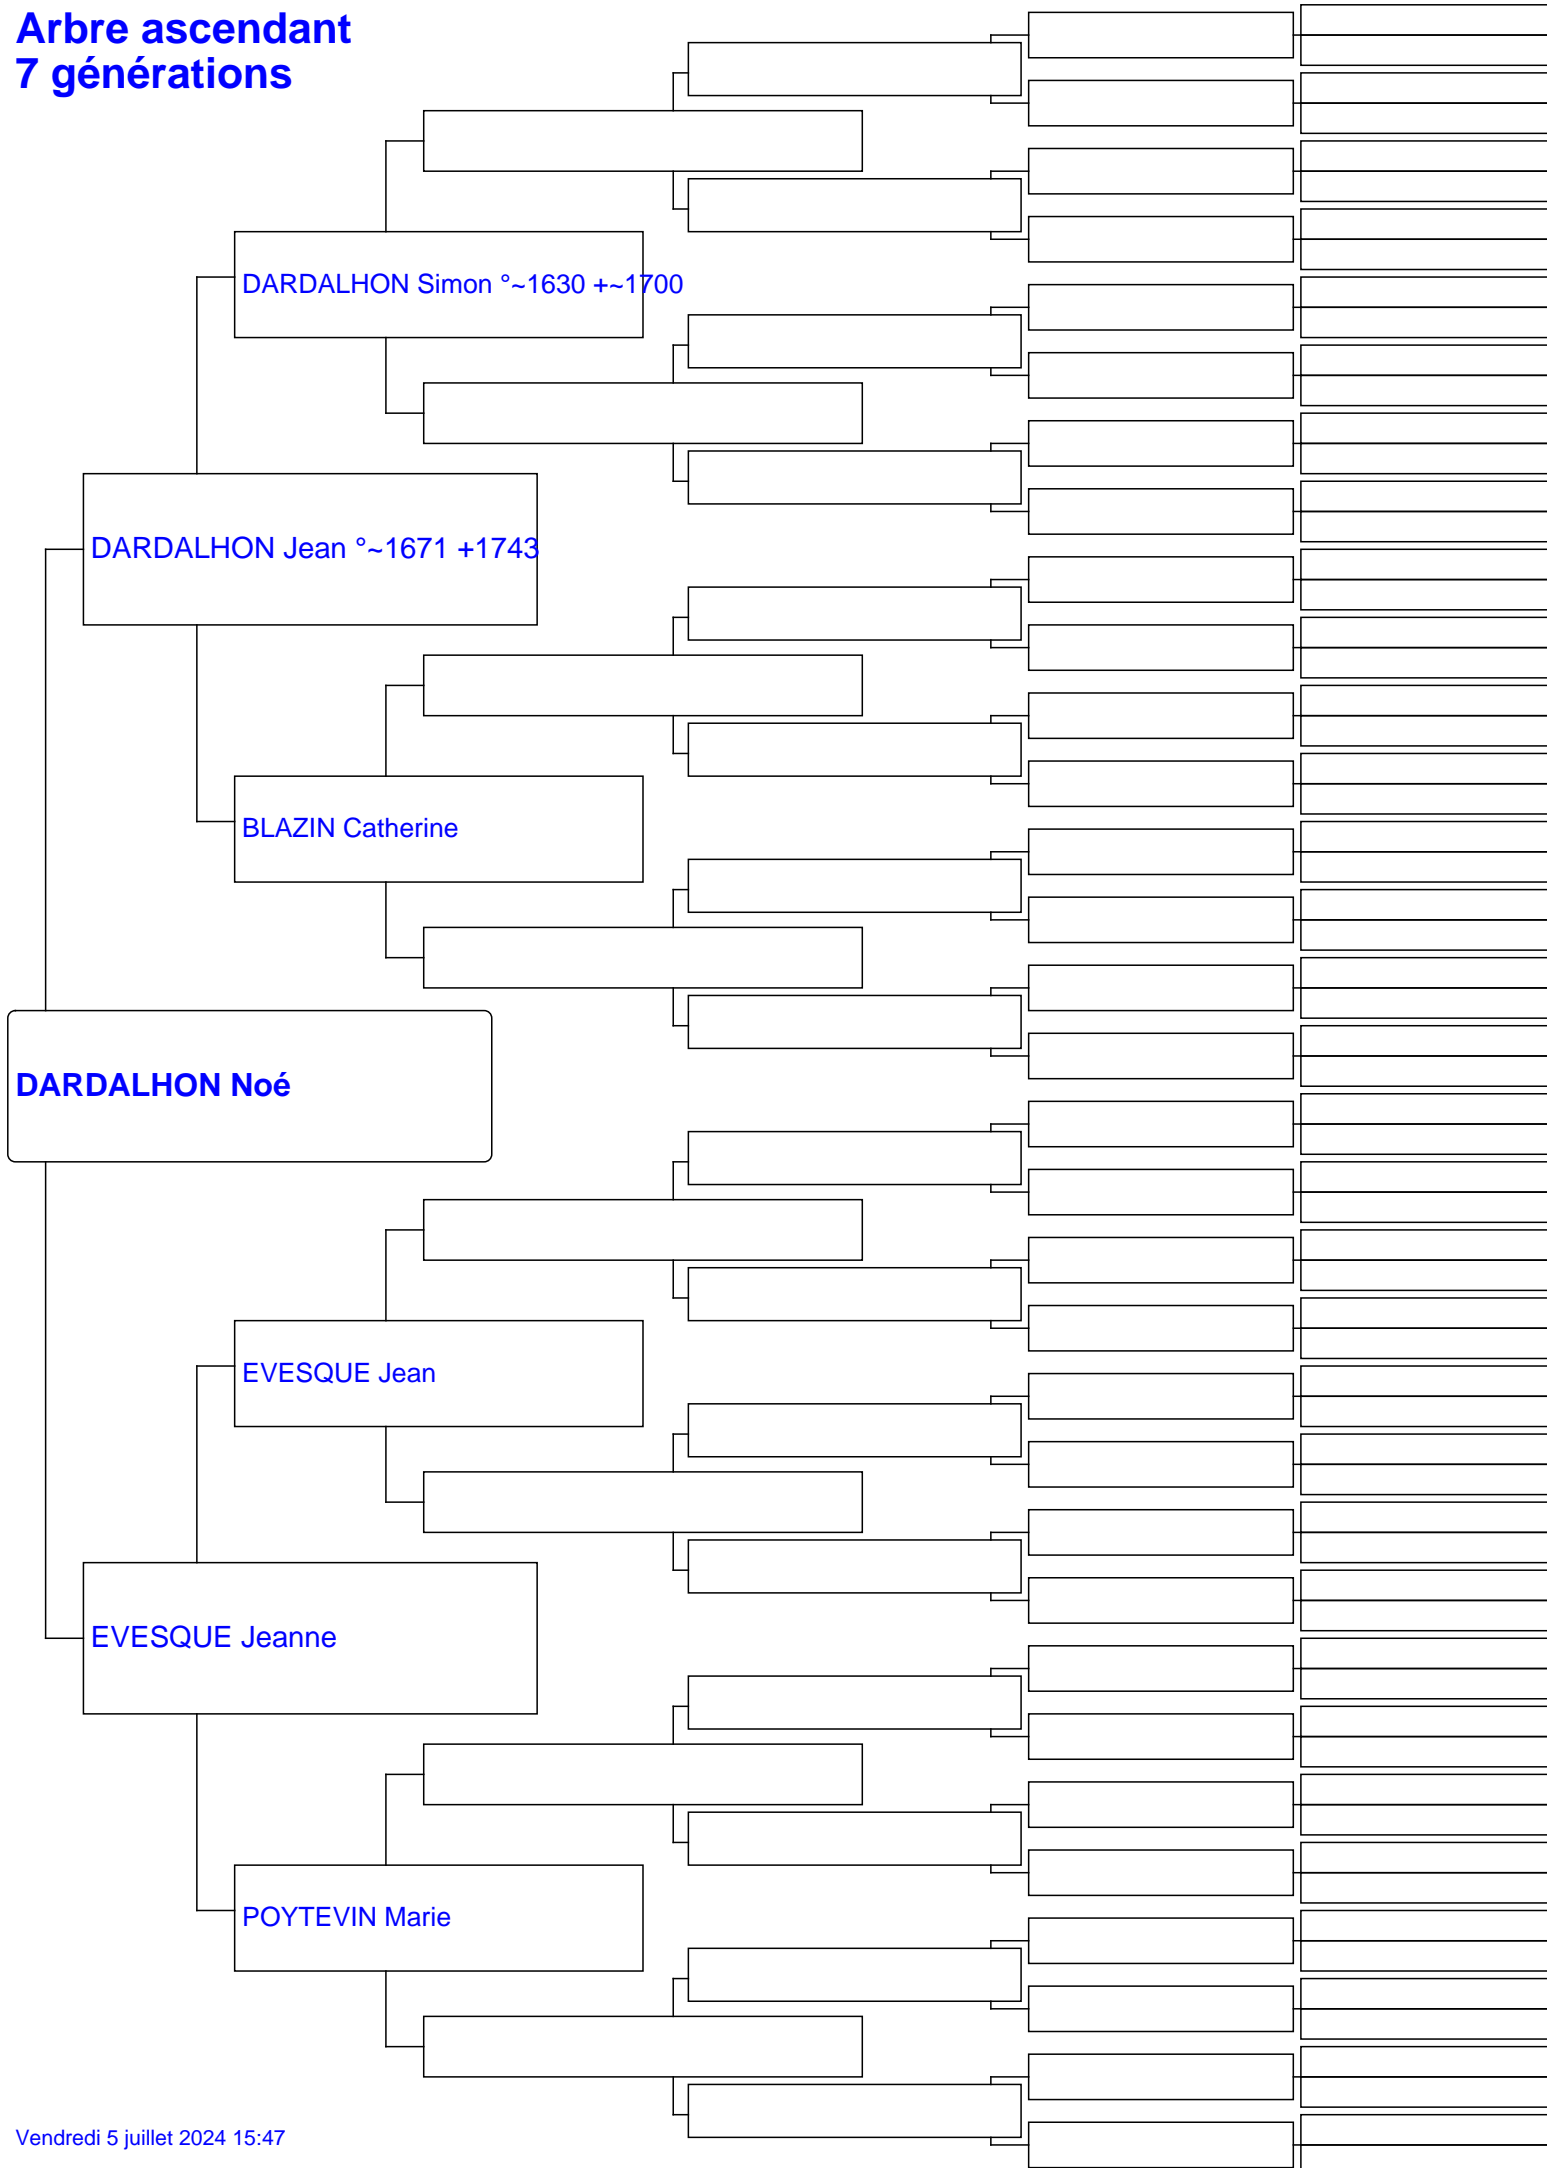 Arbre ascendant
7 générations
DARDALHON Simon °~1630 +~1700
DARDALHON Jean °~1671 +1743
BLAZIN Catherine
DARDALHON Noé
EVESQUE Jean
EVESQUE Jeanne
POYTEVIN Marie
Vendredi 5 juillet 2024 15:47